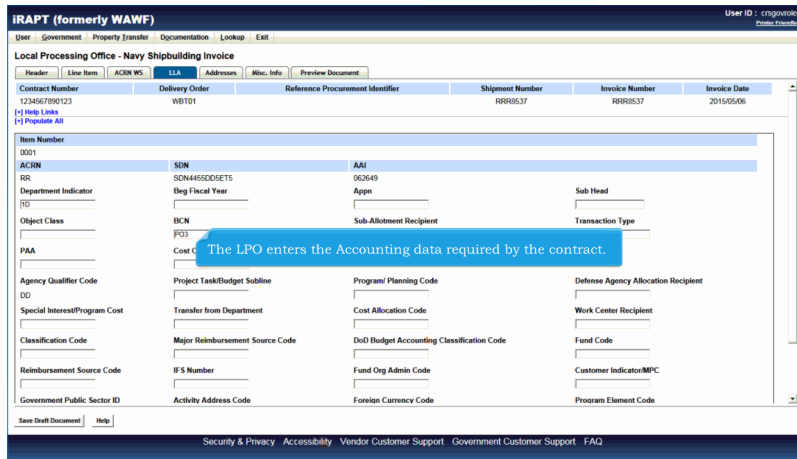 iRAPT (formerly WAWF)
User ID : crsgovrole
Printer Friendly
User Government Property Transfer Documentation Lookup Exit
Local Processing Office - Navy Shipbuilding Invoice
Header Line Item ACRN WS LLA Addresses Misc. Info Preview Document
Contract Number Delivery Order Reference Procurement Identifier Shipment Number Invoice Number Invoice Date
1234567890123 WBT01 RRR8537 RRR8537 2015/05/06
[+] Help Links
[+] Populate All
Item Number
0001
ACRN SDN AAI
RR SDN4455DD5ET5 062649
Department Indicator Beg Fiscal Year Appn Sub Head
1D
Object Class BCN Sub-Allotment Recipient Transaction Type
PO3
The LPO enters the Accounting data required by the contract.
PAA Cost C
Agency Qualifier Code Project Task/Budget Subline Program/ Planning Code Defense Agency Allocation Recipient
DD
Special Interest/Program Cost Transfer from Department Cost Allocation Code Work Center Recipient
Classification Code Major Reimbursement Source Code DoD Budget Accounting Classification Code Fund Code
Reimbursement Source Code IFS Number Fund Org Admin Code Customer Indicator/MPC
Government Public Sector ID Activity Address Code Foreign Currency Code Program Element Code
Save Draft Document Help
Security & Privacy Accessibility Vendor Customer Support Government Customer Support FAQ